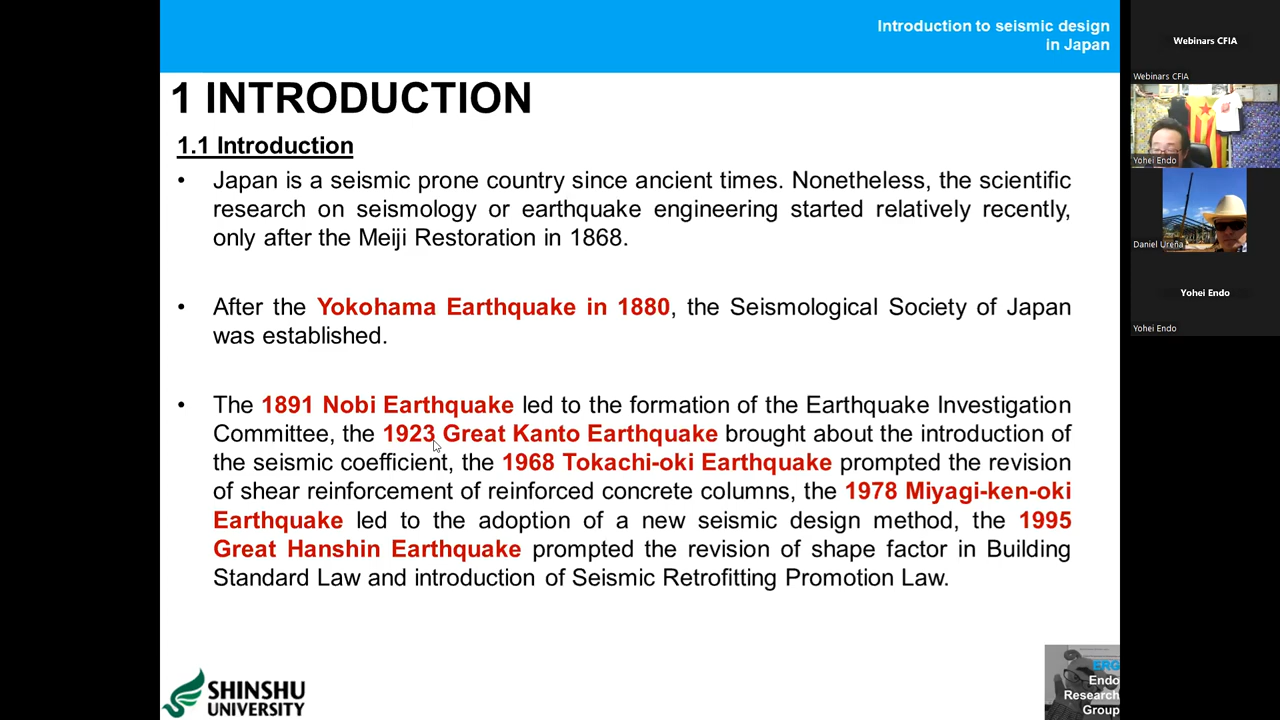 Introduction to seismic design
in Japan
1 INTRODUCTION
1.1 Introduction
• Japan is a seismic prone country since ancient times. Nonetheless, the scientific
research on seismology or earthquake engineering started relatively recently,
only after the Meiji Restoration in 1868.
• After the Yokohama Earthquake in 1880, the Seismological Society of Japan
was established.
• The 1891 Nobi Earthquake led to the formation of the Earthquake Investigation
Committee, the 1923 Great Kanto Earthquake brought about the introduction of
the seismic coefficient, the 1968 Tokachi-oki Earthquake prompted the revision
of shear reinforcement of reinforced concrete columns, the 1978 Miyagi-ken-oki
Earthquake led to the adoption of a new seismic design method, the 1995
Great Hanshin Earthquake prompted the revision of shape factor in Building
Standard Law and introduction of Seismic Retrofitting Promotion Law.
SHINSHU
UNIVERSITY
ERG
Endo
Research
Group
Webinars CFIA
Webinars CFIA
Yohei Endo
Daniel Ureña
Yohei Endo
Yohei Endo